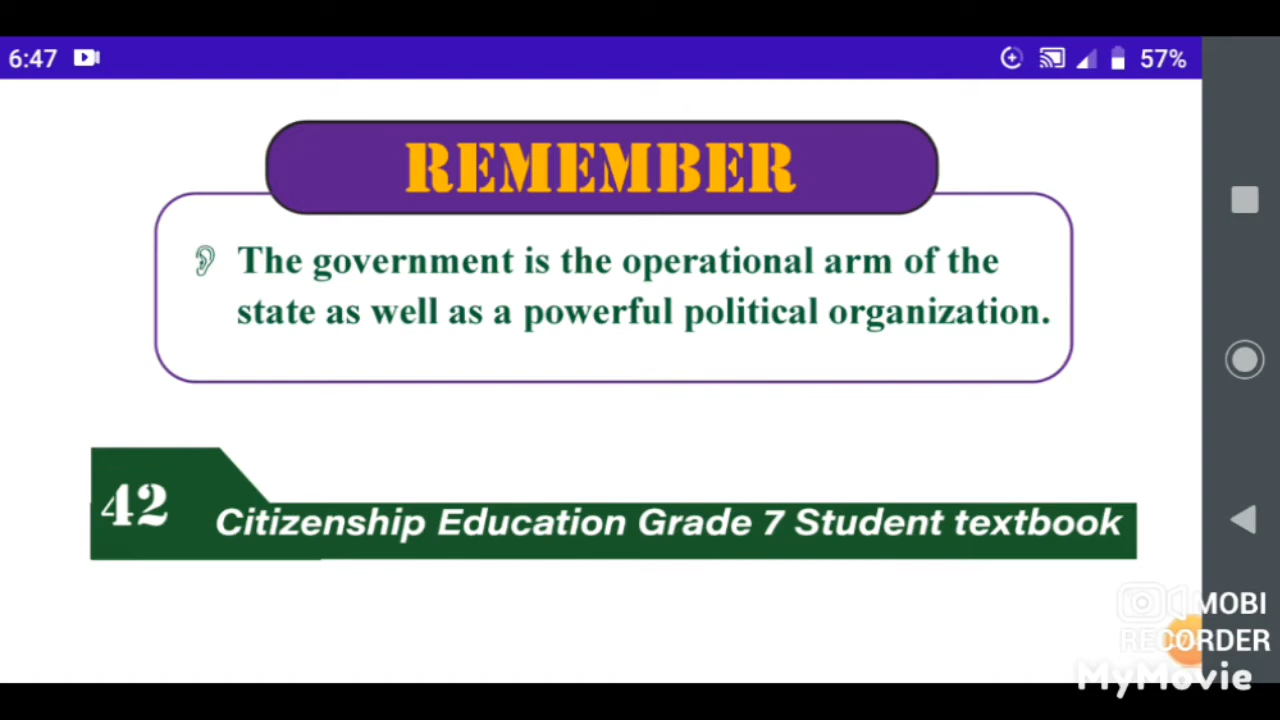 6:47
57%
REMEMBER
The government is the operational arm of the
state as well as a powerful political organization.
42
Citizenship Education Grade 7 Student textbook
MOBI
RECORDER
MyMovie